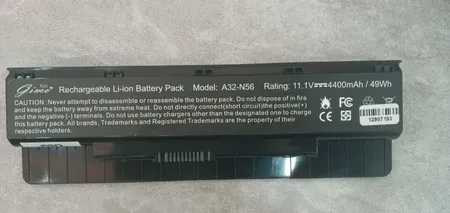 Gime Rechargeable Li-ion Battery Pack Model: A32-N56 Rating: 11.1V⎓4400mAh / 49Wh
CAUTION ,Never attempt to disassemble or reassemble the battery pack. Do not dispose of in fire
and keep the battery away from extreme heat. Do not directly connect(short circuit) the positive(+)
and the negative(-) terminals. Do not use battery chargers other than the designated one to charge
this battery pack. All brands, Trademarks and Registered Trademarks are the property of their
respective holders.
12807193